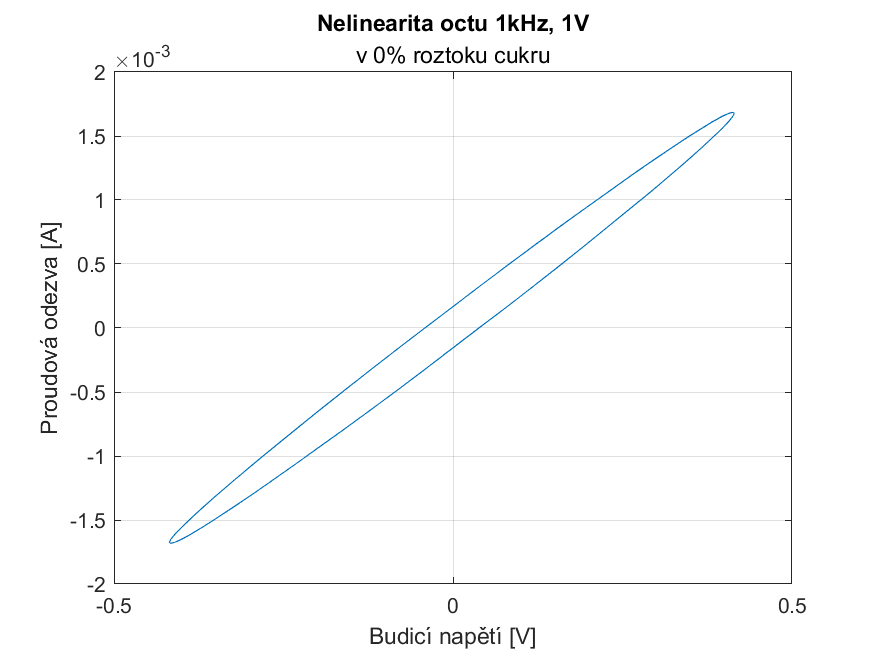 Nelinearita octu 1kHz, 1V
v 0% roztoku cukru
×10-3
2
1.5
1
0.5
0
-0.5
-1
-1.5
-2
Proudová odezva [A]
-0.5 0 0.5
Budicí napětí [V]